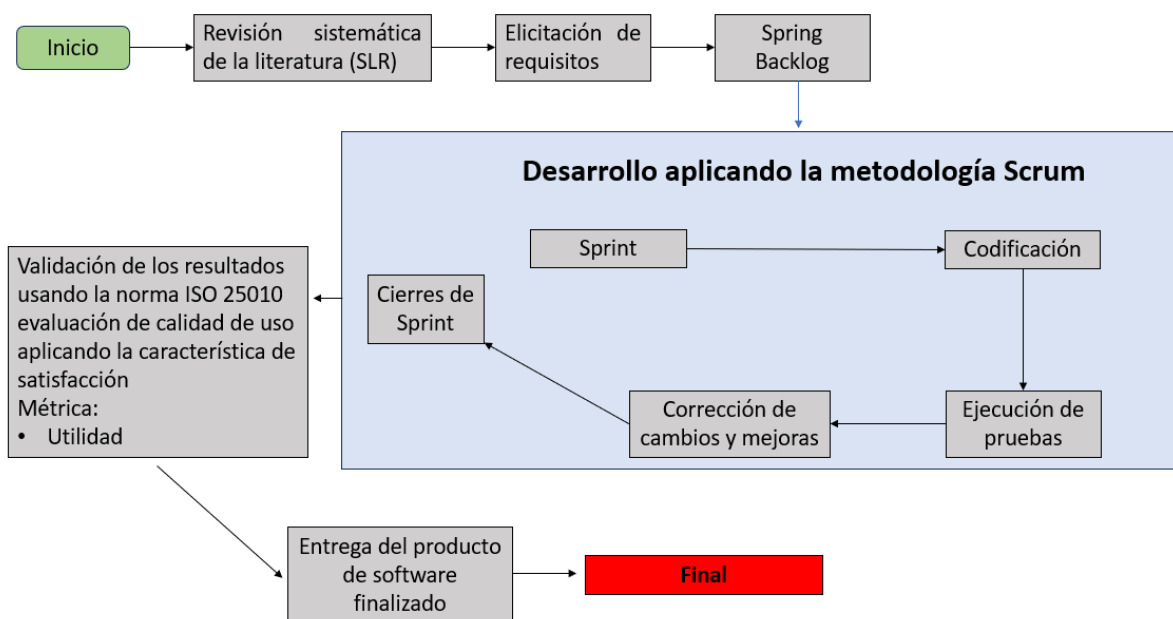 Inicio
Revisión sistemática
de la literatura (SLR)
Elicitación de
requisitos
Spring
Backlog
Desarrollo aplicando la metodología Scrum
Sprint
Codificación
Ejecución de
pruebas
Corrección de
cambios y mejoras
Cierres de
Sprint
Validación de los resultados
usando la norma ISO 25010
evaluación de calidad de uso
aplicando la característica de
satisfacción
Métrica:
• Utilidad
Entrega del producto
de software
finalizado
Final